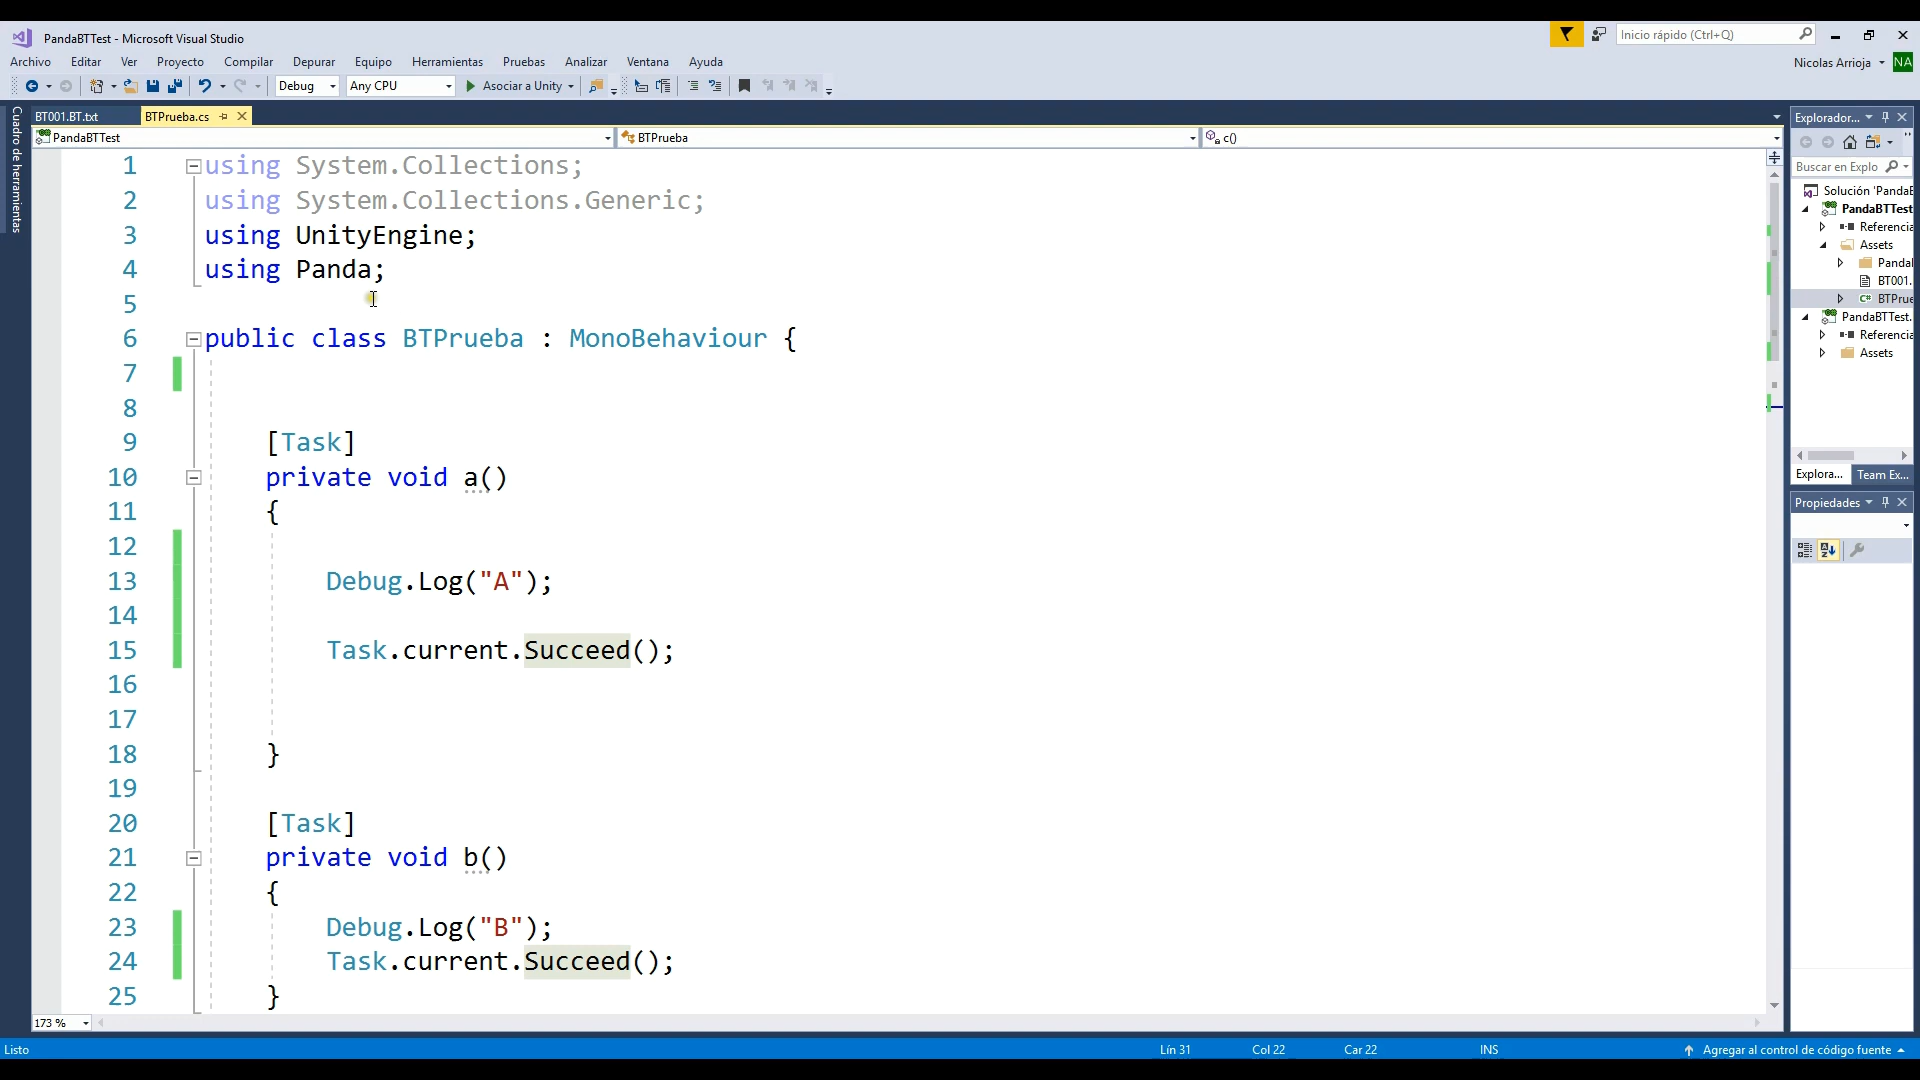 PandaBTTest - Microsoft Visual Studio
Inicio rápido (Ctrl+Q)
Archivo Editar Ver Proyecto Compilar Depurar Equipo Herramientas Pruebas Analizar Ventana Ayuda
Nicolas Arrioja NA
Debug Any CPU Asociar a Unity
Cuadro de herramientas
BT001.BT.txt BTPrueba.cs
PandaBTTest BTPrueba c()
1 using System.Collections;
2 using System.Collections.Generic;
3 using UnityEngine;
4 using Panda;
5
6 public class BTPrueba : MonoBehaviour {
7
8
9 [Task]
10 private void a()
11 {
12
13 Debug.Log("A");
14
15 Task.current.Succeed();
16
17
18 }
19
20 [Task]
21 private void b()
22 {
23 Debug.Log("B");
24 Task.current.Succeed();
25 }
173 %
Explorador...
Buscar en Explo
Solución 'PandaB
PandaBTTest
Referencia
Assets
Panda
BT001.
BTPrue
PandaBTTest.
Referencia
Assets
Explora... Team Ex...
Propiedades
Listo Lín 31 Col 22 Car 22 INS Agregar al control de código fuente